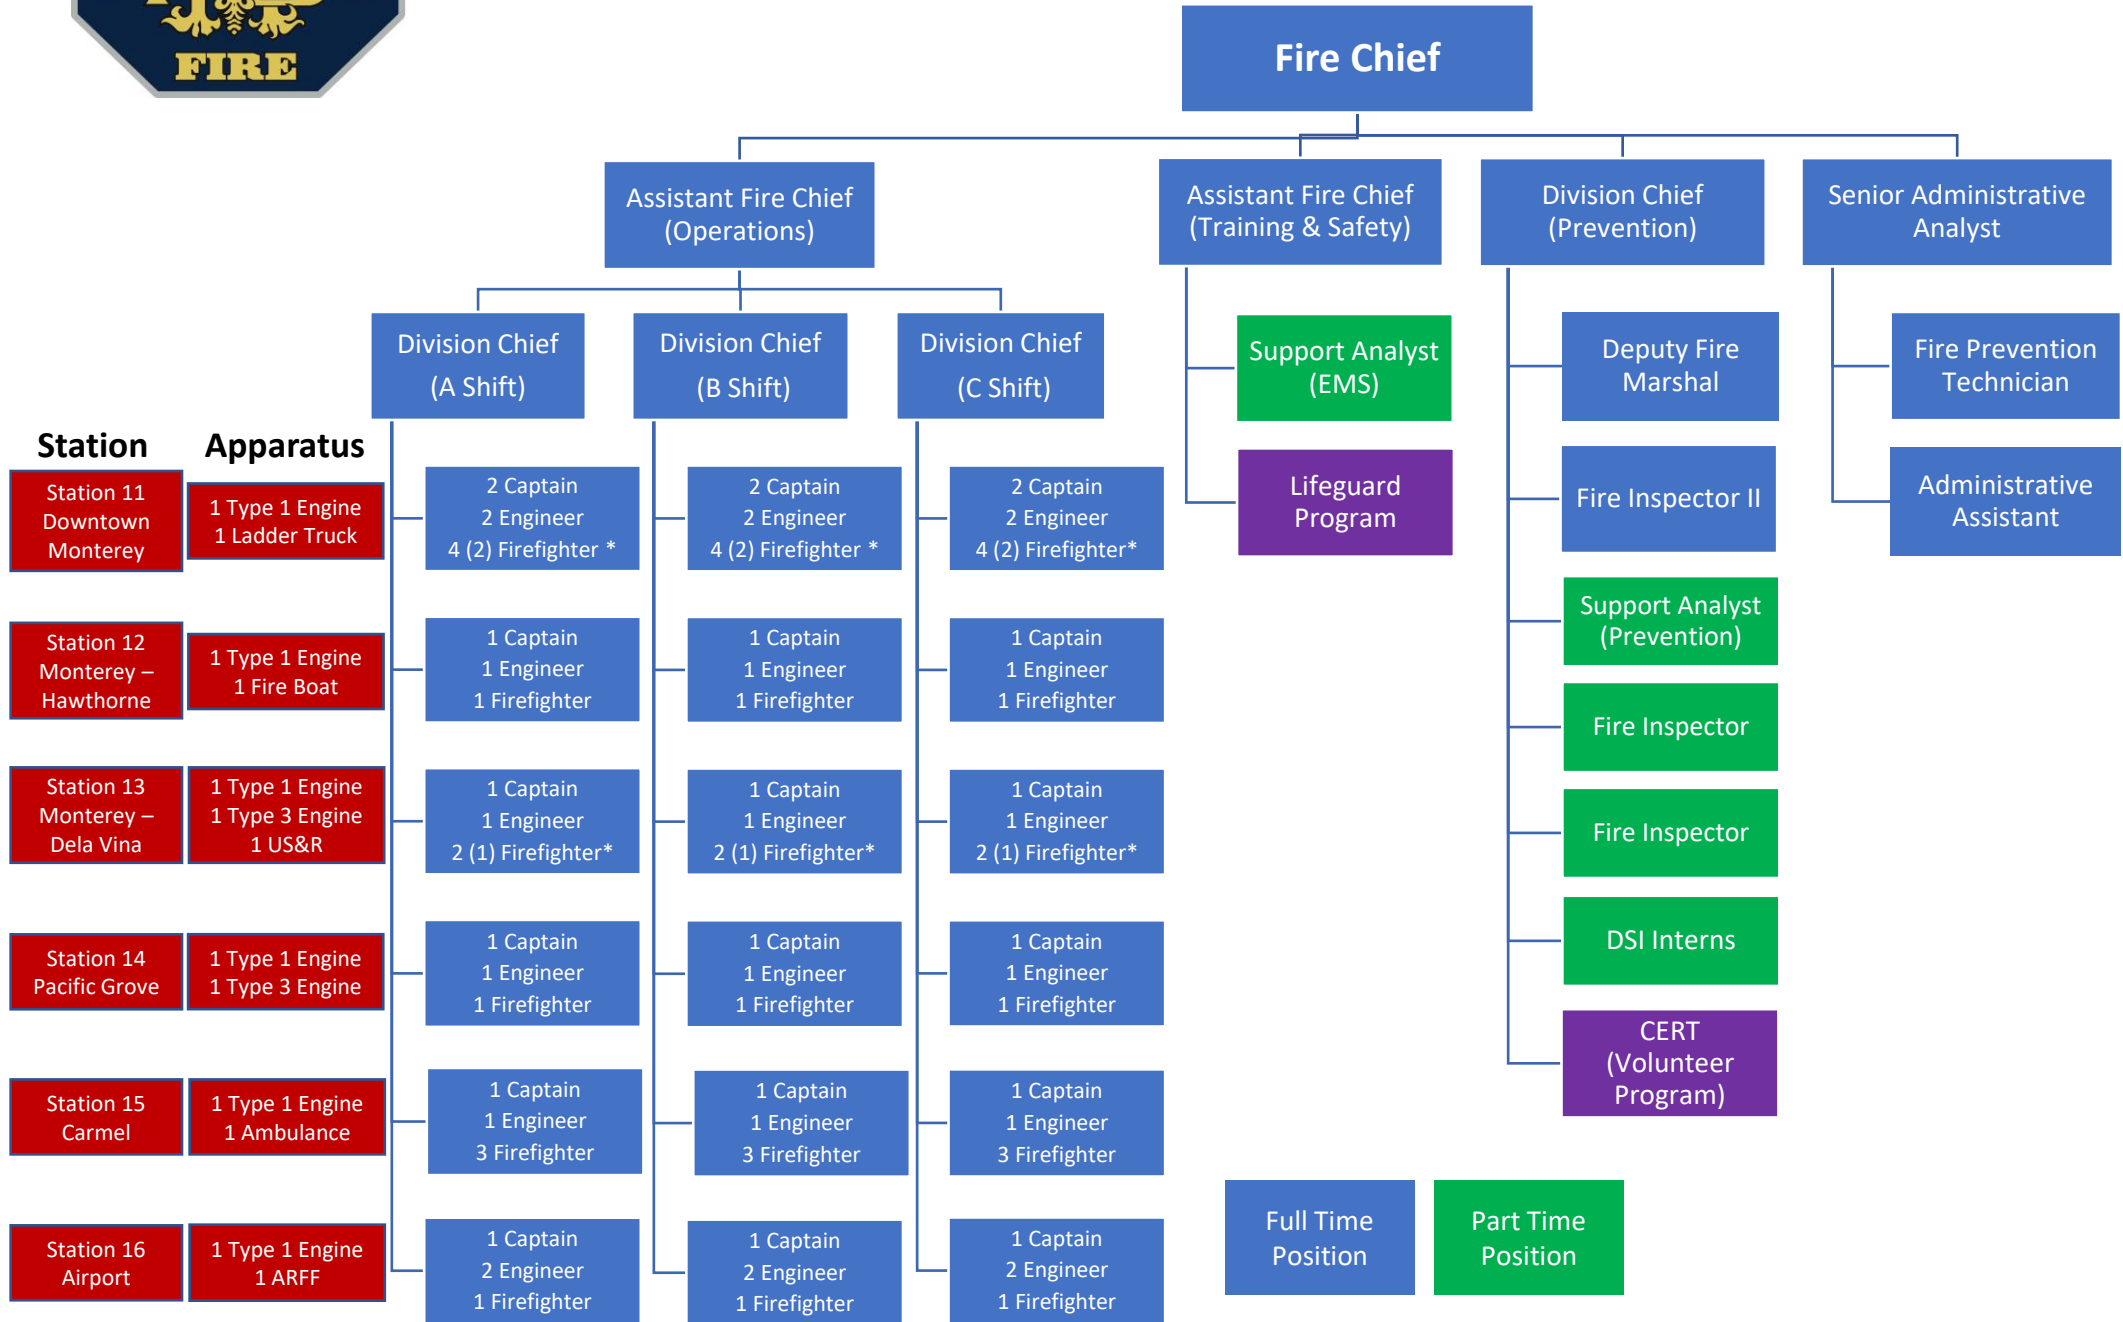 FIRE
Fire Chief
Assistant Fire Chief
(Operations)
Assistant Fire Chief
(Training & Safety)
Division Chief
(Prevention)
Senior Administrative
Analyst
Division Chief
(A Shift)
Division Chief
(B Shift)
Division Chief
(C Shift)
Support Analyst
(EMS)
Lifeguard
Program
Deputy Fire
Marshal
Fire Inspector II
Support Analyst
(Prevention)
Fire Inspector
Fire Inspector
DSI Interns
CERT
(Volunteer
Program)
Fire Prevention
Technician
Administrative
Assistant
Station
Apparatus
Station 11
Downtown
Monterey
1 Type 1 Engine
1 Ladder Truck
2 Captain
2 Engineer
4 (2) Firefighter *
2 Captain
2 Engineer
4 (2) Firefighter *
2 Captain
2 Engineer
4 (2) Firefighter*
Station 12
Monterey –
Hawthorne
1 Type 1 Engine
1 Fire Boat
1 Captain
1 Engineer
1 Firefighter
1 Captain
1 Engineer
1 Firefighter
1 Captain
1 Engineer
1 Firefighter
Station 13
Monterey –
Dela Vina
1 Type 1 Engine
1 Type 3 Engine
1 US&R
1 Captain
1 Engineer
2 (1) Firefighter*
1 Captain
1 Engineer
2 (1) Firefighter*
1 Captain
1 Engineer
2 (1) Firefighter*
Station 14
Pacific Grove
1 Type 1 Engine
1 Type 3 Engine
1 Captain
1 Engineer
1 Firefighter
1 Captain
1 Engineer
1 Firefighter
1 Captain
1 Engineer
1 Firefighter
Station 15
Carmel
1 Type 1 Engine
1 Ambulance
1 Captain
1 Engineer
3 Firefighter
1 Captain
1 Engineer
3 Firefighter
1 Captain
1 Engineer
3 Firefighter
Station 16
Airport
1 Type 1 Engine
1 ARFF
1 Captain
2 Engineer
1 Firefighter
1 Captain
2 Engineer
1 Firefighter
1 Captain
2 Engineer
1 Firefighter
Full Time
Position
Part Time
Position